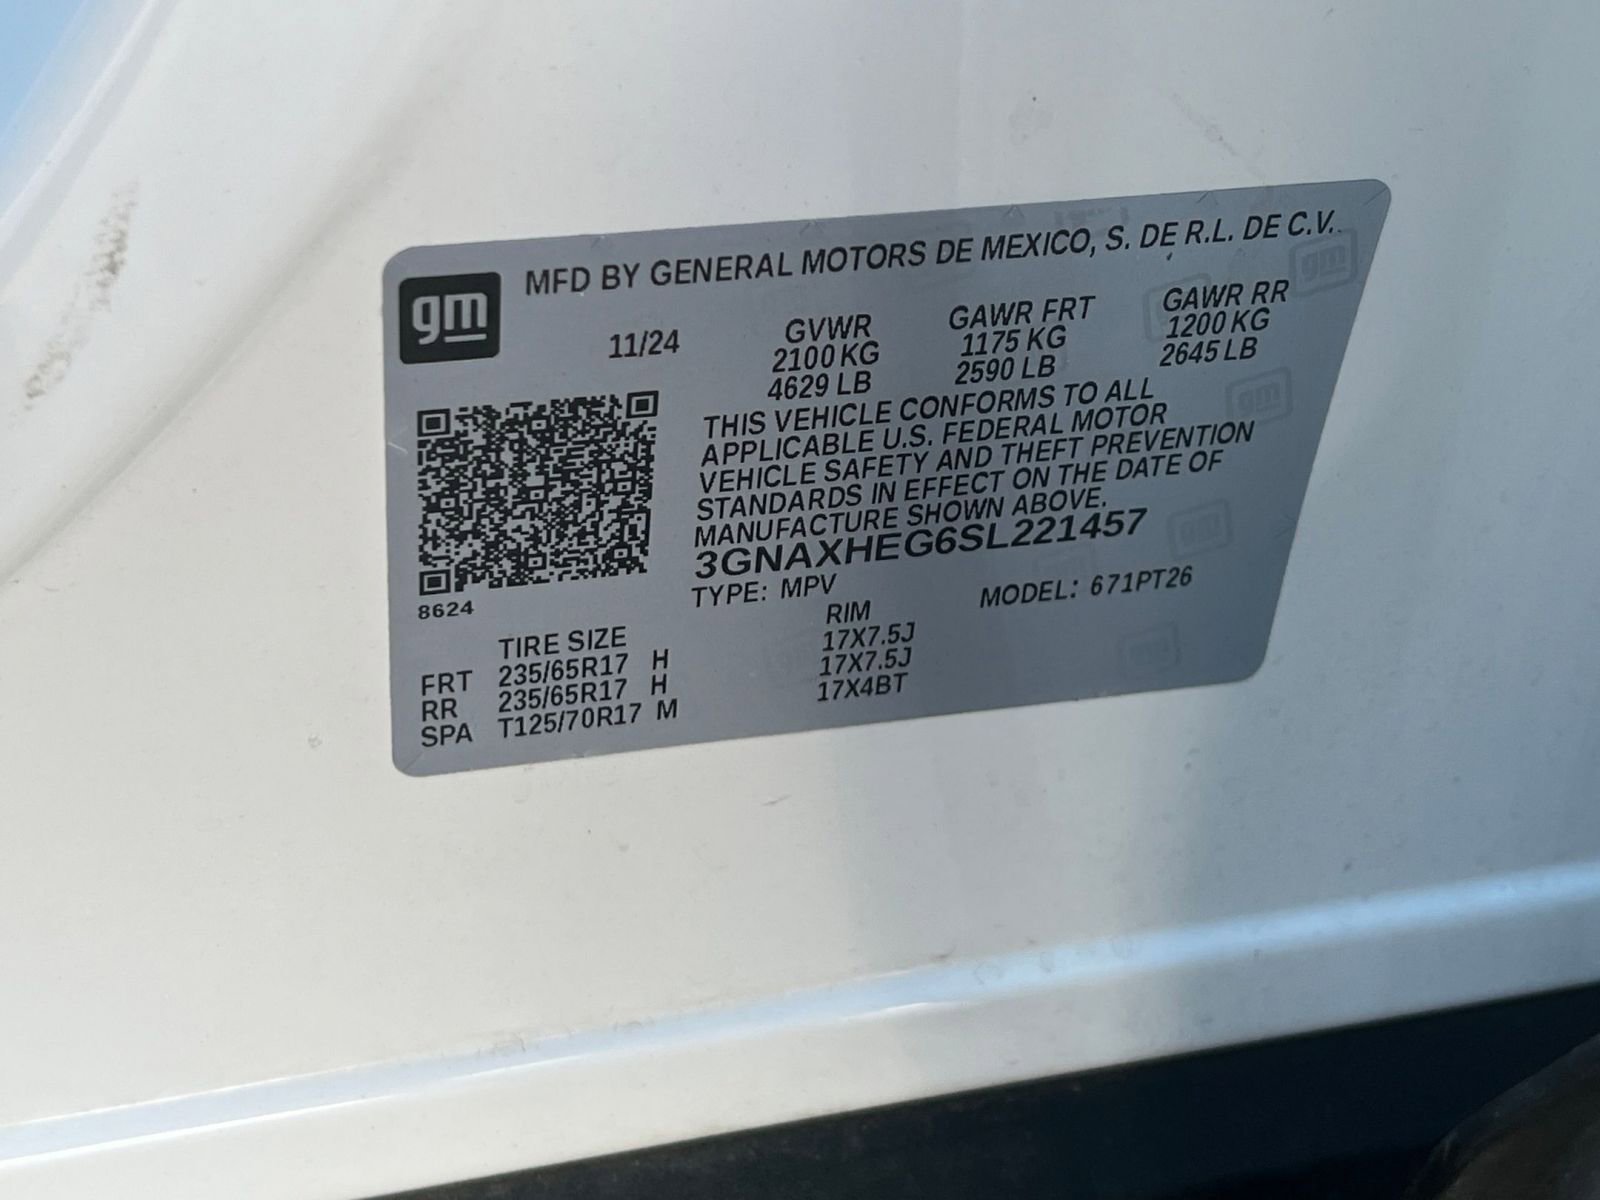 gm
MFD BY GENERAL MOTORS DE MEXICO, S. DE R.L. DE C.V.
11/24
GVWR
2100 KG
4629 LB
GAWR FRT
1175 KG
2590 LB
GAWR RR
1200 KG
2645 LB
THIS VEHICLE CONFORMS TO ALL
APPLICABLE U.S. FEDERAL MOTOR
VEHICLE SAFETY AND THEFT PREVENTION
STANDARDS IN EFFECT ON THE DATE OF
MANUFACTURE SHOWN ABOVE.
3GNAXHEG6SL221457
TYPE: MPV MODEL: 671PT26
8624
TIRE SIZE RIM
FRT 235/65R17 H 17X7.5J
RR 235/65R17 H 17X7.5J
SPA T125/70R17 M 17X4BT